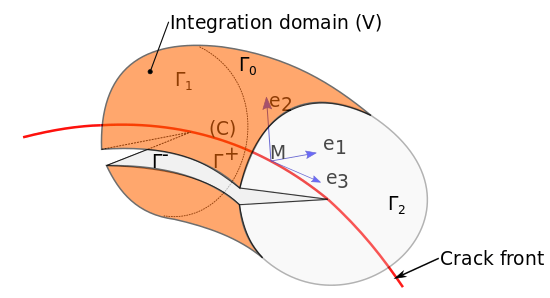 Integration domain (V)
Γ0
Γ1
e2
(C)
M
e1
Γ-
Γ+
e3
Γ2
Crack front